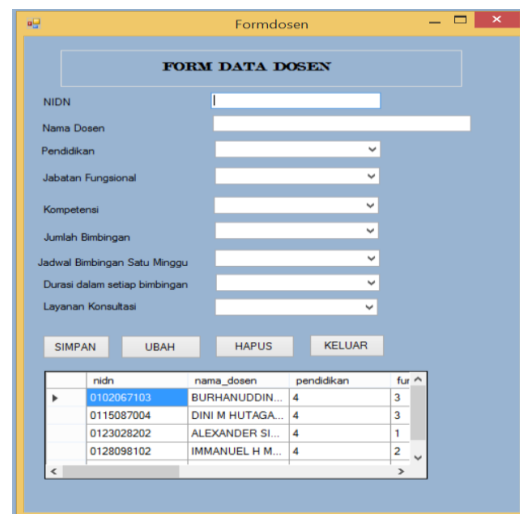 Formdosen
FORM DATA DOSEN
NIDN
Nama Dosen
Pendidikan
Jabatan Fungsional
Kompetensi
Jumlah Bimbingan
Jadwal Bimbingan Satu Minggu
Durasi dalam setiap bimbingan
Layanan Konsultasi
SIMPAN UBAH HAPUS KELUAR
nidn nama_dosen pendidikan fur
0102067103 BURHANUDDIN... 4 3
0115087004 DINI M HUTAGA... 4 3
0123028202 ALEXANDER SI... 4 1
0128098102 IMMANUEL H M... 4 2